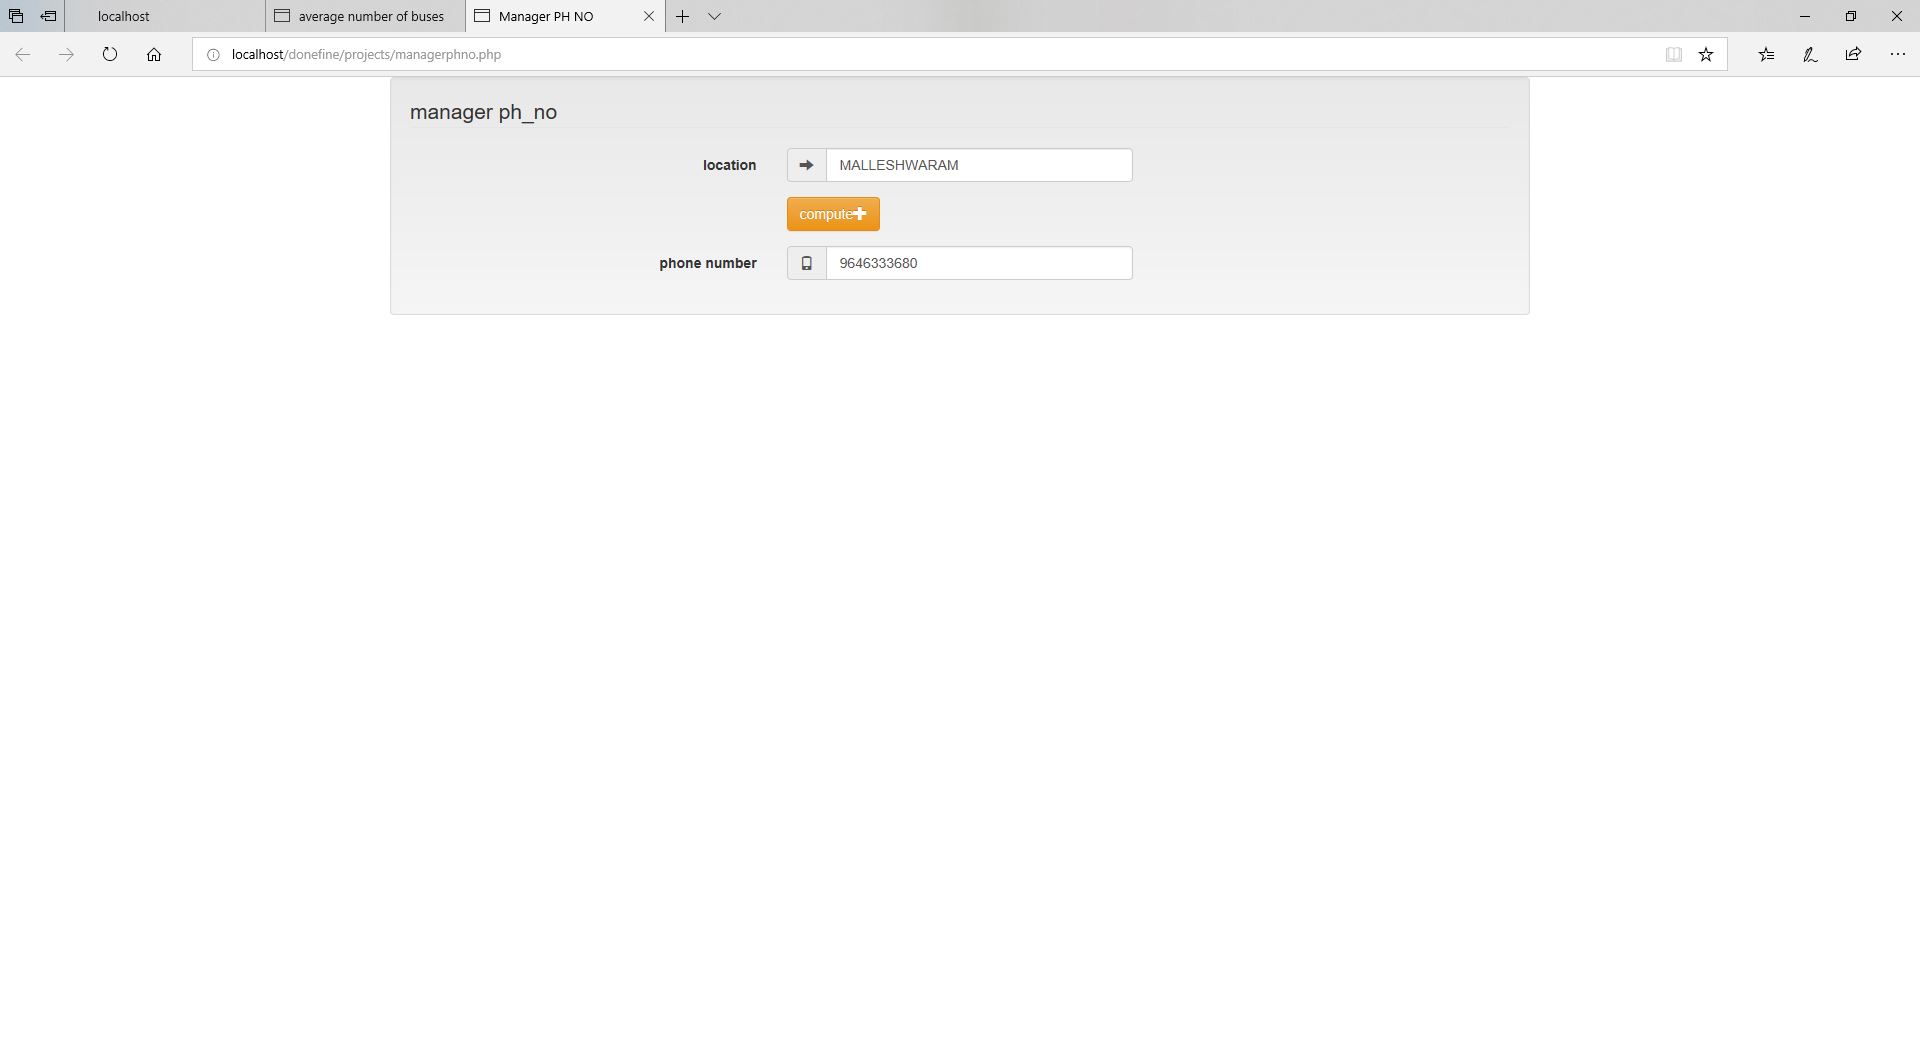 localhost
average number of buses
Manager PH NO
localhost/donefine/projects/managerphno.php
manager ph_no
location
MALLESHWARAM
compute
phone number
9646333680